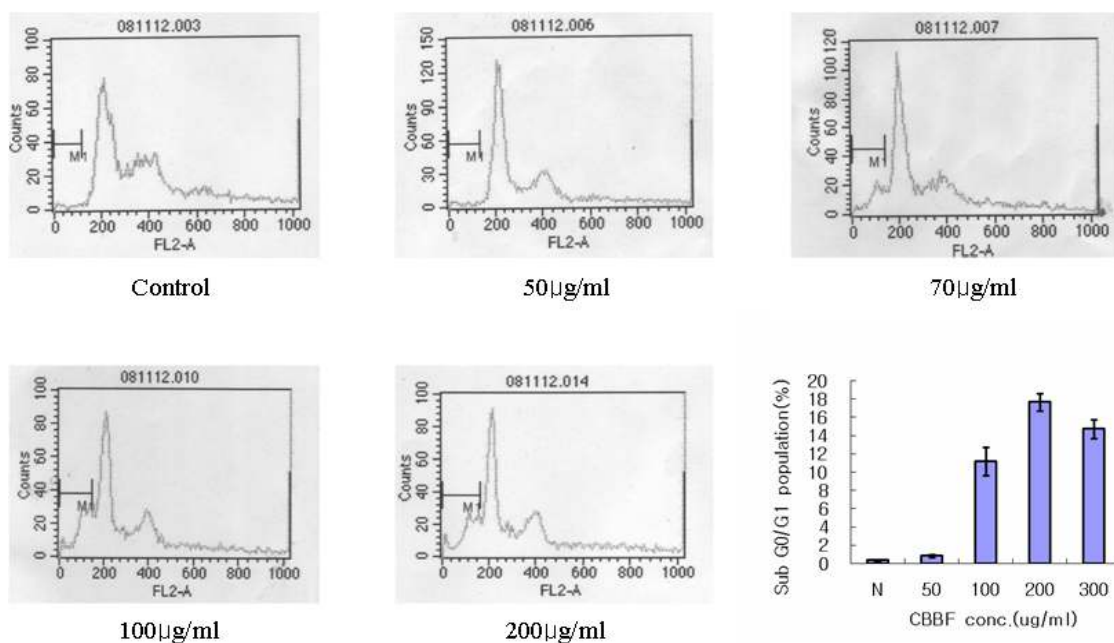 081112.003
Counts
100
80
60
40
20
0
M1
0 200 400 600 800 1000
FL2-A
Control
081112.006
Counts
150
120
90
60
30
0
M1
0 200 400 600 800 1000
FL2-A
50µg/ml
081112.007
Counts
120
100
80
60
40
20
0
M1
0 200 400 600 800 1000
FL2-A
70µg/ml
081112.010
Counts
100
80
60
40
20
0
M1
0 200 400 600 800 1000
FL2-A
100µg/ml
081112.014
Counts
100
80
60
40
20
0
M1
0 200 400 600 800 1000
FL2-A
200µg/ml
Sub G0/G1 population(%)
20
18
16
14
12
10
8
6
4
2
0
N 50 100 200 300
CBBF conc.(ug/ml)